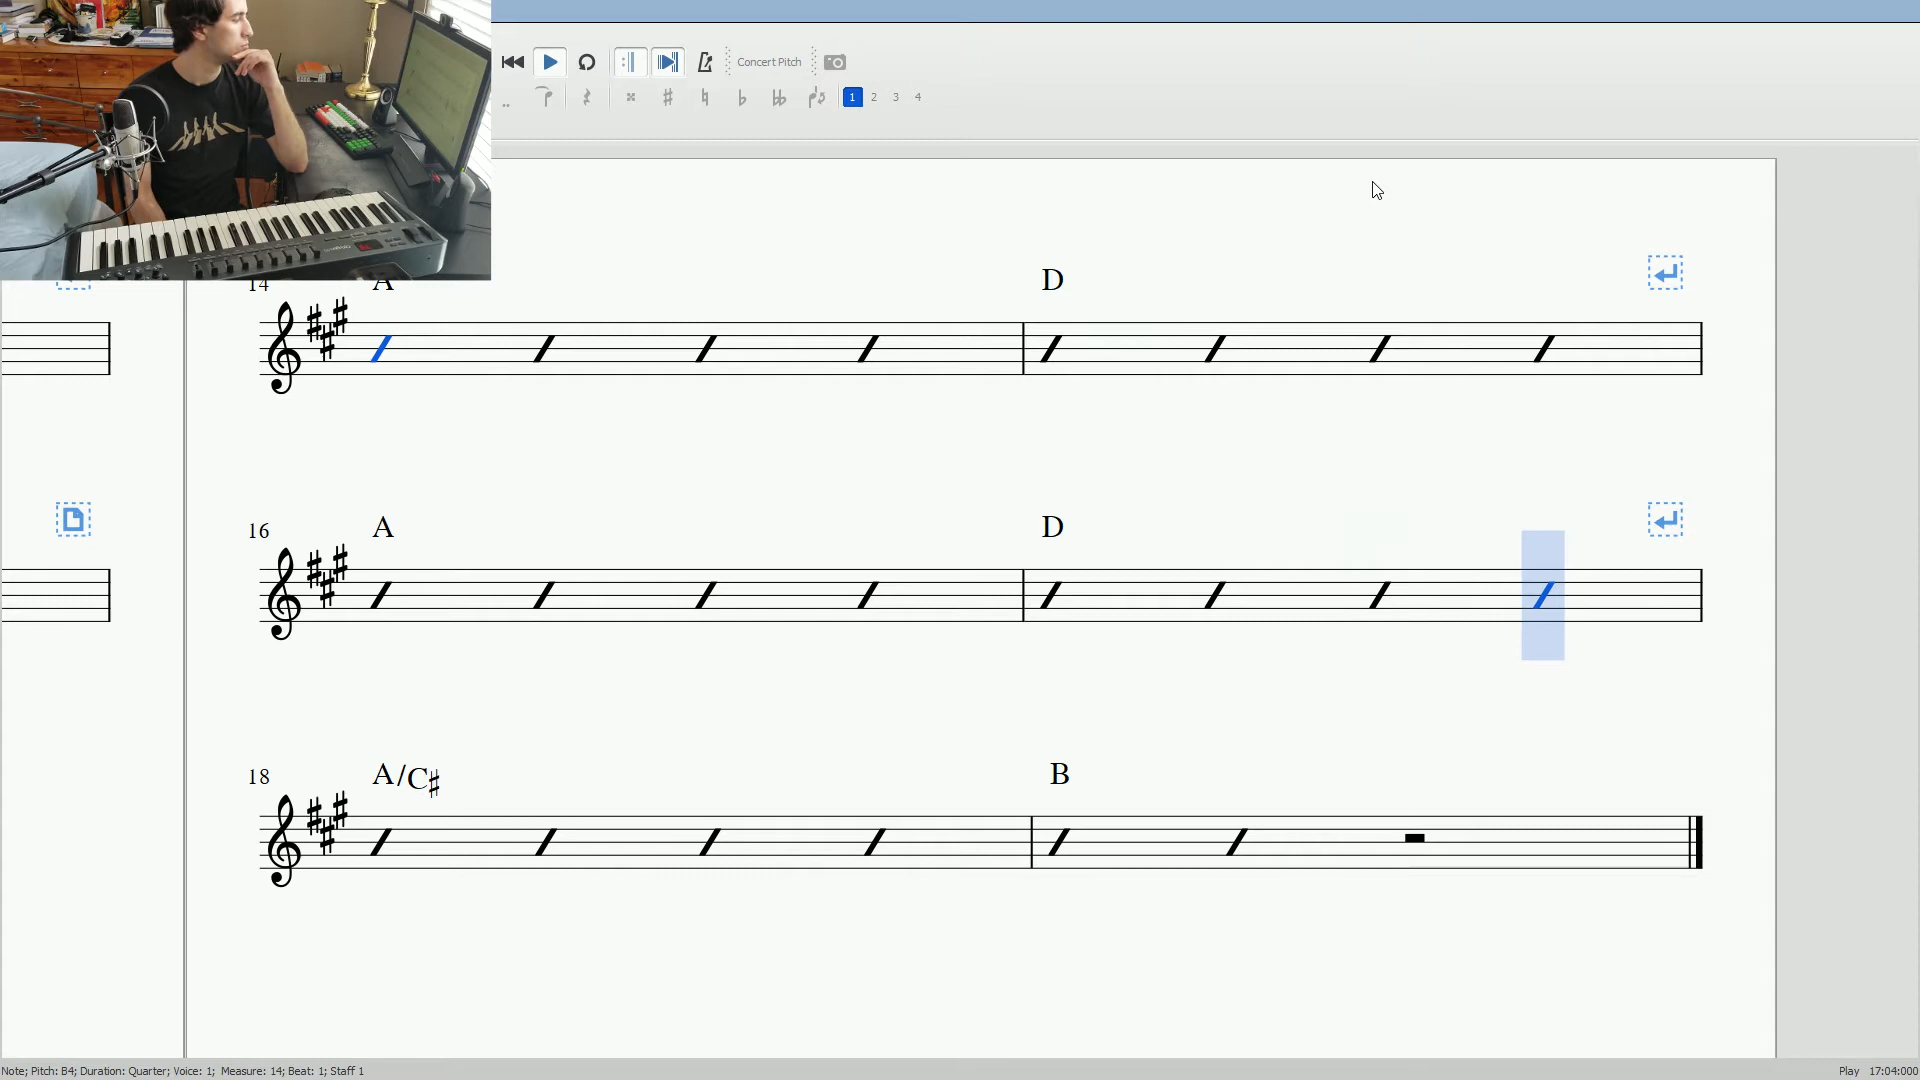 Concert Pitch
1 2 3 4
14 A D
16 A D
18 A/C♯ B
Note; Pitch: B4; Duration: Quarter; Voice: 1;  Measure: 14; Beat: 1; Staff 1
Play 17:04:000